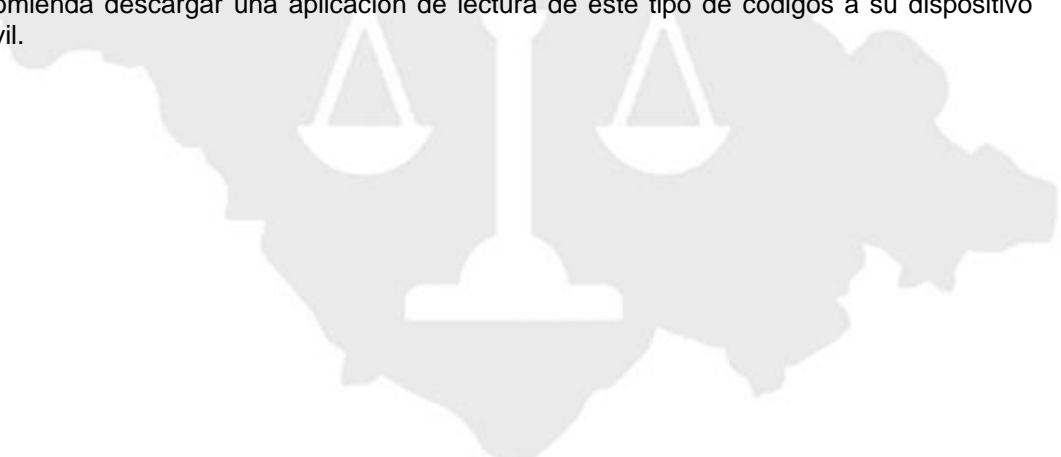 omienda descargar una aplicación de lectura de este tipo de códigos a su dispositivo
vil.